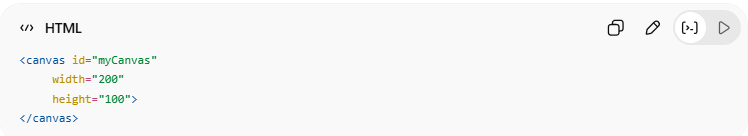 HTML
<canvas id="myCanvas"
     width="200"
     height="100">
</canvas>